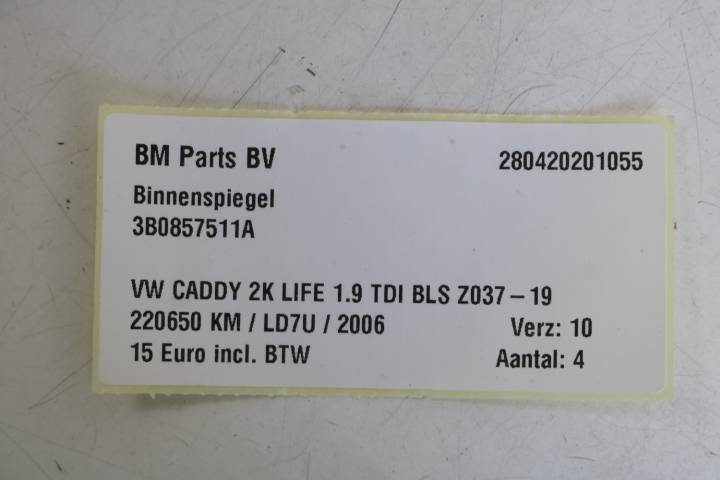 BM Parts BV 280420201055
Binnenspiegel
3B0857511A
VW CADDY 2K LIFE 1.9 TDI BLS Z037-19
220650 KM / LD7U / 2006 Verz: 10
15 Euro incl. BTW Aantal: 4